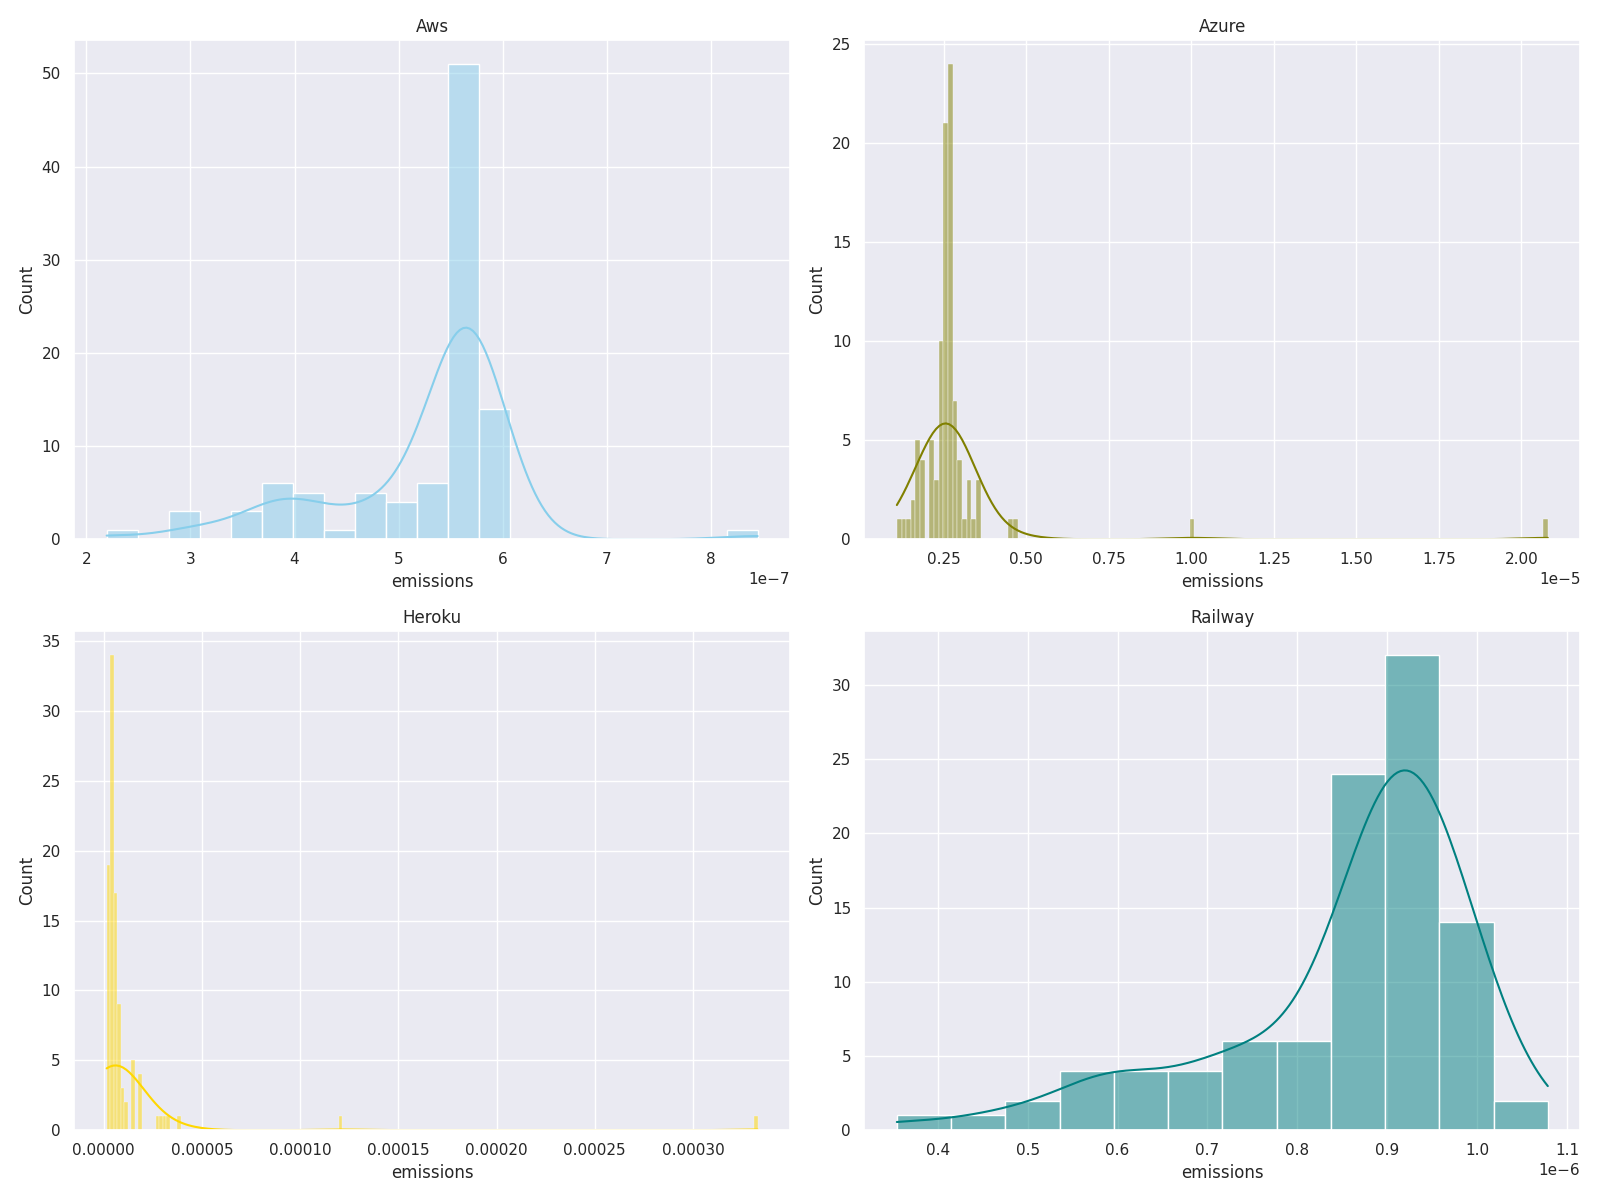 Aws
50
40
30
20
10
0
Count
2 3 4 5 6 7 8
1e−7
emissions
Azure
25
20
15
10
5
0
Count
0.25 0.50 0.75 1.00 1.25 1.50 1.75 2.00
1e−5
emissions
Heroku
35
30
25
20
15
10
5
0
Count
0.00000 0.00005 0.00010 0.00015 0.00020 0.00025 0.00030
emissions
Railway
30
25
20
15
10
5
0
Count
0.4 0.5 0.6 0.7 0.8 0.9 1.0 1.1
1e−6
emissions